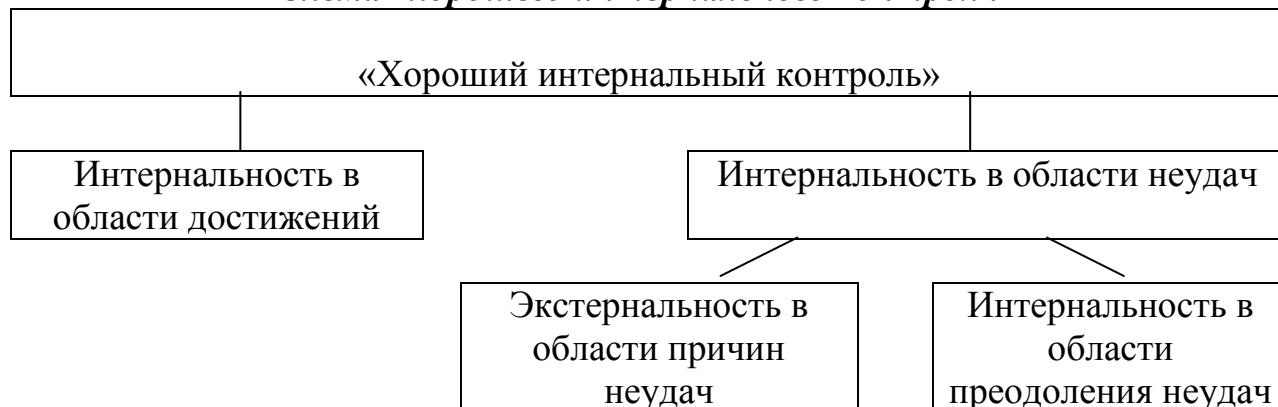 «Хороший интернальный контроль»
Интернальность в
области достижений
Интернальность в области неудач
Экстернальность в
области причин
неудач
Интернальность в
области
преодоления неудач